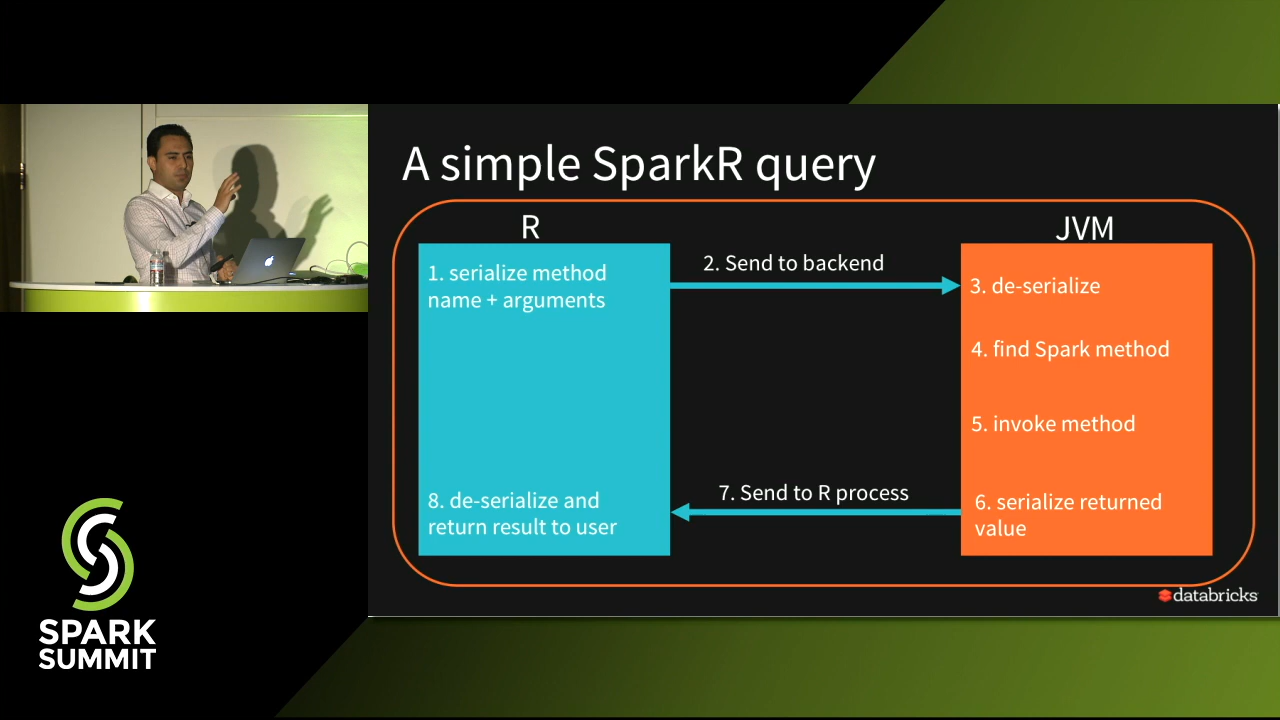 A simple SparkR query
R
JVM
1. serialize method
name + arguments
2. Send to backend
3. de-serialize
4. find Spark method
5. invoke method
6. serialize returned
value
7. Send to R process
8. de-serialize and
return result to user
databricks
SPARK
SUMMIT